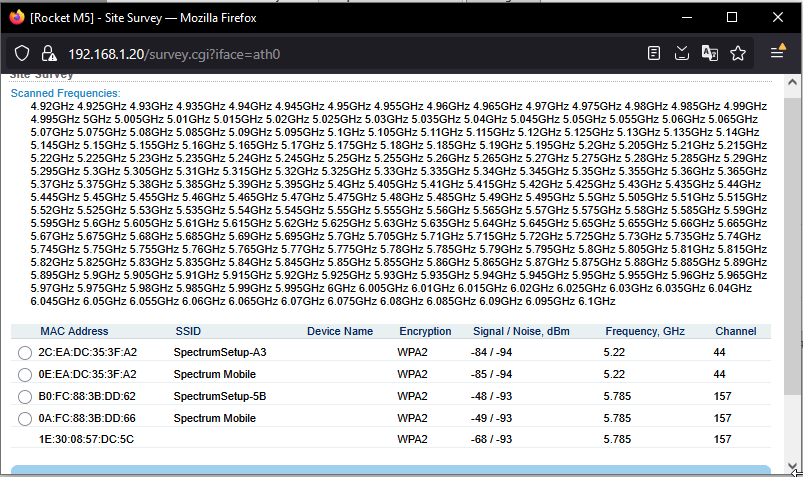 [Rocket M5] - Site Survey — Mozilla Firefox
192.168.1.20/survey.cgi?iface=ath0
Site Survey
Scanned Frequencies:
4.92GHz 4.925GHz 4.93GHz 4.935GHz 4.94GHz 4.945GHz 4.95GHz 4.955GHz 4.96GHz 4.965GHz 4.97GHz 4.975GHz 4.98GHz 4.985GHz 4.99GHz
4.995GHz 5GHz 5.005GHz 5.01GHz 5.015GHz 5.02GHz 5.025GHz 5.03GHz 5.035GHz 5.04GHz 5.045GHz 5.05GHz 5.055GHz 5.06GHz 5.065GHz
5.07GHz 5.075GHz 5.08GHz 5.085GHz 5.09GHz 5.095GHz 5.1GHz 5.105GHz 5.11GHz 5.115GHz 5.12GHz 5.125GHz 5.13GHz 5.135GHz 5.14GHz
5.145GHz 5.15GHz 5.155GHz 5.16GHz 5.165GHz 5.17GHz 5.175GHz 5.18GHz 5.185GHz 5.19GHz 5.195GHz 5.2GHz 5.205GHz 5.21GHz 5.215GHz
5.22GHz 5.225GHz 5.23GHz 5.235GHz 5.24GHz 5.245GHz 5.25GHz 5.255GHz 5.26GHz 5.265GHz 5.27GHz 5.275GHz 5.28GHz 5.285GHz 5.29GHz
5.295GHz 5.3GHz 5.305GHz 5.31GHz 5.315GHz 5.32GHz 5.325GHz 5.33GHz 5.335GHz 5.34GHz 5.345GHz 5.35GHz 5.355GHz 5.36GHz 5.365GHz
5.37GHz 5.375GHz 5.38GHz 5.385GHz 5.39GHz 5.395GHz 5.4GHz 5.405GHz 5.41GHz 5.415GHz 5.42GHz 5.425GHz 5.43GHz 5.435GHz 5.44GHz
5.445GHz 5.45GHz 5.455GHz 5.46GHz 5.465GHz 5.47GHz 5.475GHz 5.48GHz 5.485GHz 5.49GHz 5.495GHz 5.5GHz 5.505GHz 5.51GHz 5.515GHz
5.52GHz 5.525GHz 5.53GHz 5.535GHz 5.54GHz 5.545GHz 5.55GHz 5.555GHz 5.56GHz 5.565GHz 5.57GHz 5.575GHz 5.58GHz 5.585GHz 5.59GHz
5.595GHz 5.6GHz 5.605GHz 5.61GHz 5.615GHz 5.62GHz 5.625GHz 5.63GHz 5.635GHz 5.64GHz 5.645GHz 5.65GHz 5.655GHz 5.66GHz 5.665GHz
5.67GHz 5.675GHz 5.68GHz 5.685GHz 5.69GHz 5.695GHz 5.7GHz 5.705GHz 5.71GHz 5.715GHz 5.72GHz 5.725GHz 5.73GHz 5.735GHz 5.74GHz
5.745GHz 5.75GHz 5.755GHz 5.76GHz 5.765GHz 5.77GHz 5.775GHz 5.78GHz 5.785GHz 5.79GHz 5.795GHz 5.8GHz 5.805GHz 5.81GHz 5.815GHz
5.82GHz 5.825GHz 5.83GHz 5.835GHz 5.84GHz 5.845GHz 5.85GHz 5.855GHz 5.86GHz 5.865GHz 5.87GHz 5.875GHz 5.88GHz 5.885GHz 5.89GHz
5.895GHz 5.9GHz 5.905GHz 5.91GHz 5.915GHz 5.92GHz 5.925GHz 5.93GHz 5.935GHz 5.94GHz 5.945GHz 5.95GHz 5.955GHz 5.96GHz 5.965GHz
5.97GHz 5.975GHz 5.98GHz 5.985GHz 5.99GHz 5.995GHz 6GHz 6.005GHz 6.01GHz 6.015GHz 6.02GHz 6.025GHz 6.03GHz 6.035GHz 6.04GHz
6.045GHz 6.05GHz 6.055GHz 6.06GHz 6.065GHz 6.07GHz 6.075GHz 6.08GHz 6.085GHz 6.09GHz 6.095GHz 6.1GHz
MAC Address SSID Device Name Encryption Signal / Noise, dBm Frequency, GHz Channel
2C:EA:DC:35:3F:A2 SpectrumSetup-A3 WPA2 -84 / -94 5.22 44
0E:EA:DC:35:3F:A2 Spectrum Mobile WPA2 -85 / -94 5.22 44
B0:FC:88:3B:DD:62 SpectrumSetup-5B WPA2 -48 / -93 5.785 157
0A:FC:88:3B:DD:66 Spectrum Mobile WPA2 -49 / -93 5.785 157
1E:30:08:57:DC:5C WPA2 -68 / -93 5.785 157